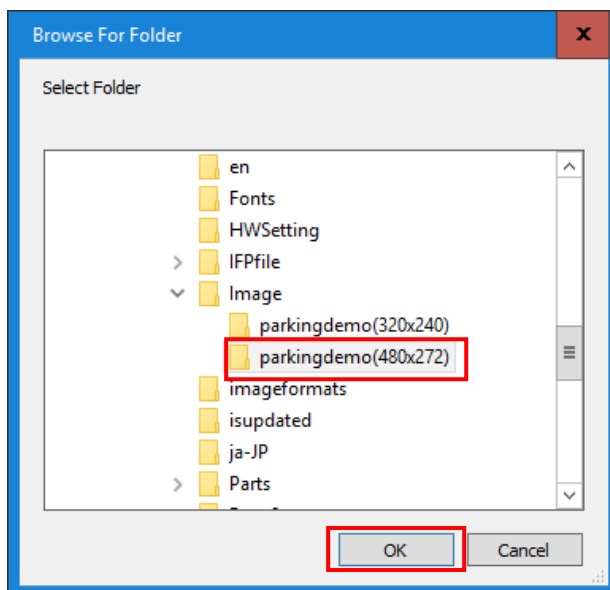 Browse For Folder
x
Select Folder
en
Fonts
HWSetting
IFPfile
Image
parkingdemo(320x240)
parkingdemo(480x272)
imageformats
isupdated
ja-JP
Parts
OK Cancel